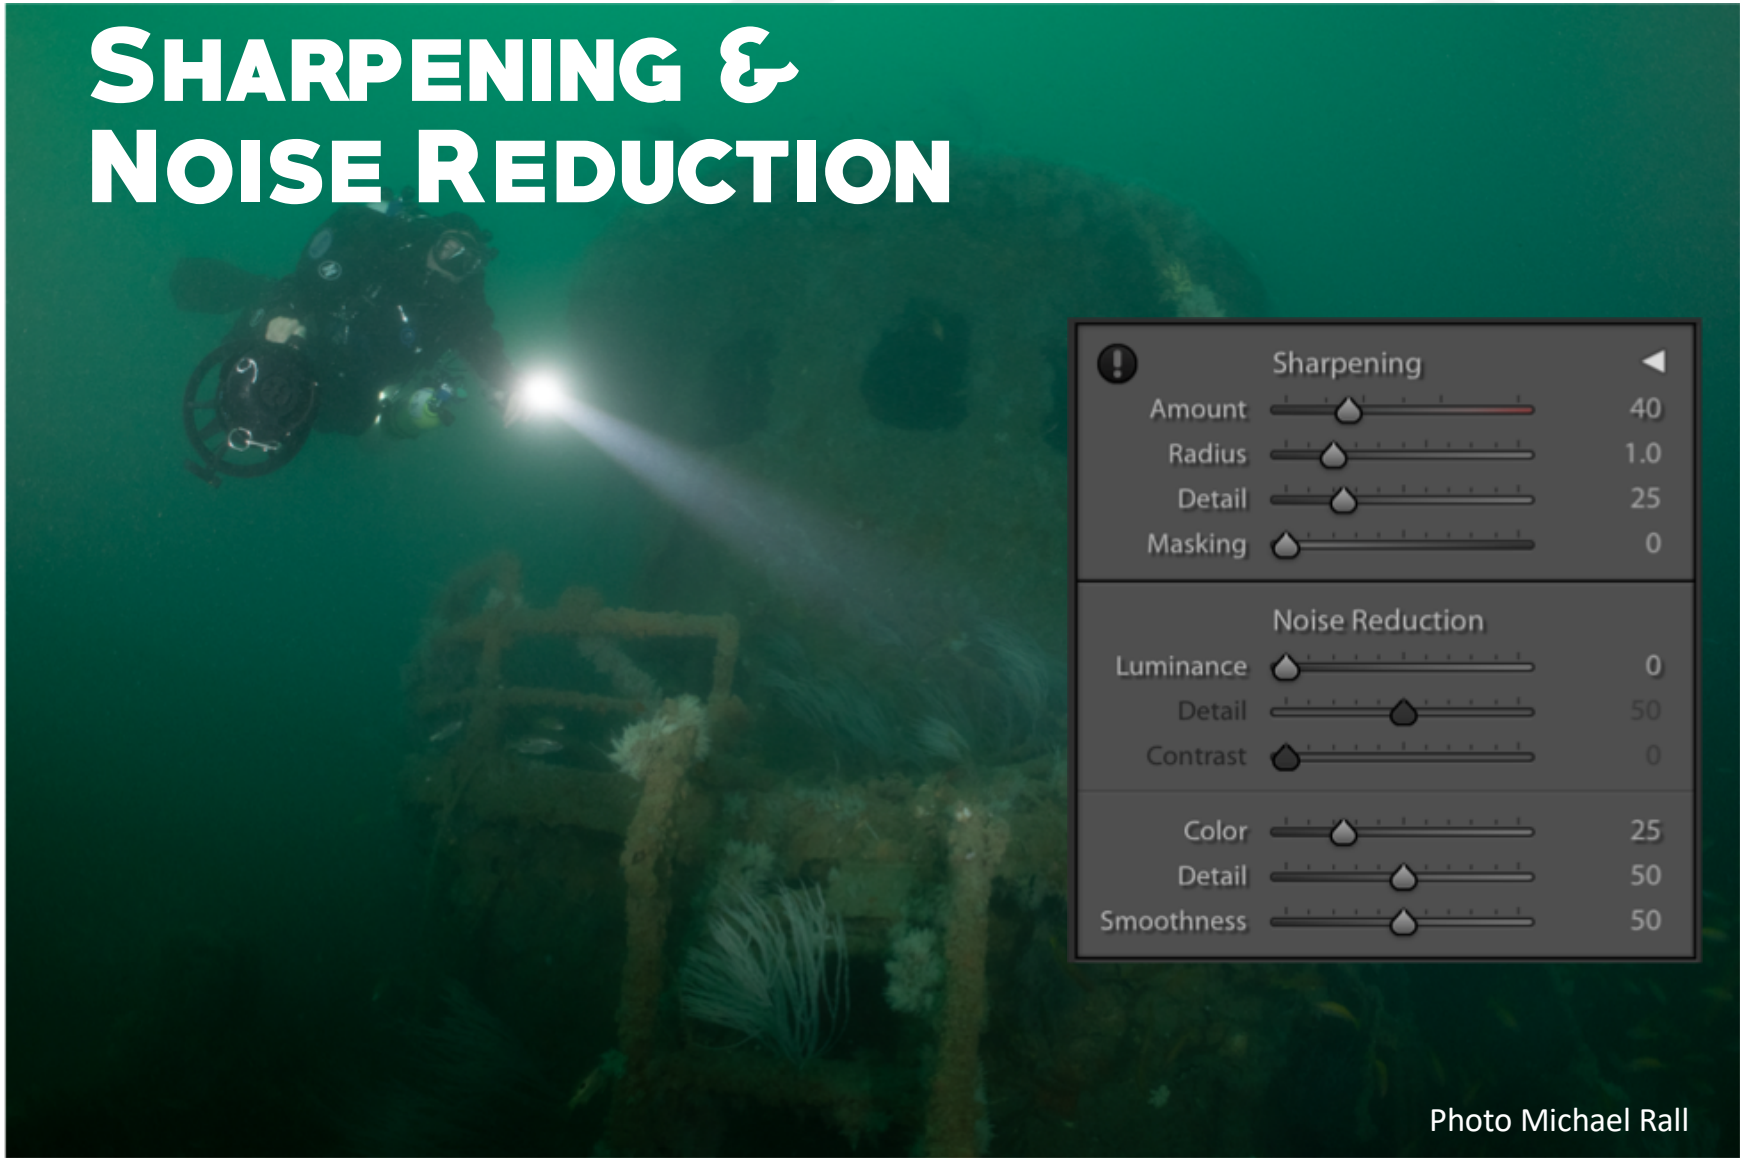 SHARPENING &
NOISE REDUCTION
Sharpening
Amount 40
Radius 1.0
Detail 25
Masking 0
Noise Reduction
Luminance 0
Detail 50
Contrast 0
Color 25
Detail 50
Smoothness 50
Photo Michael Rall